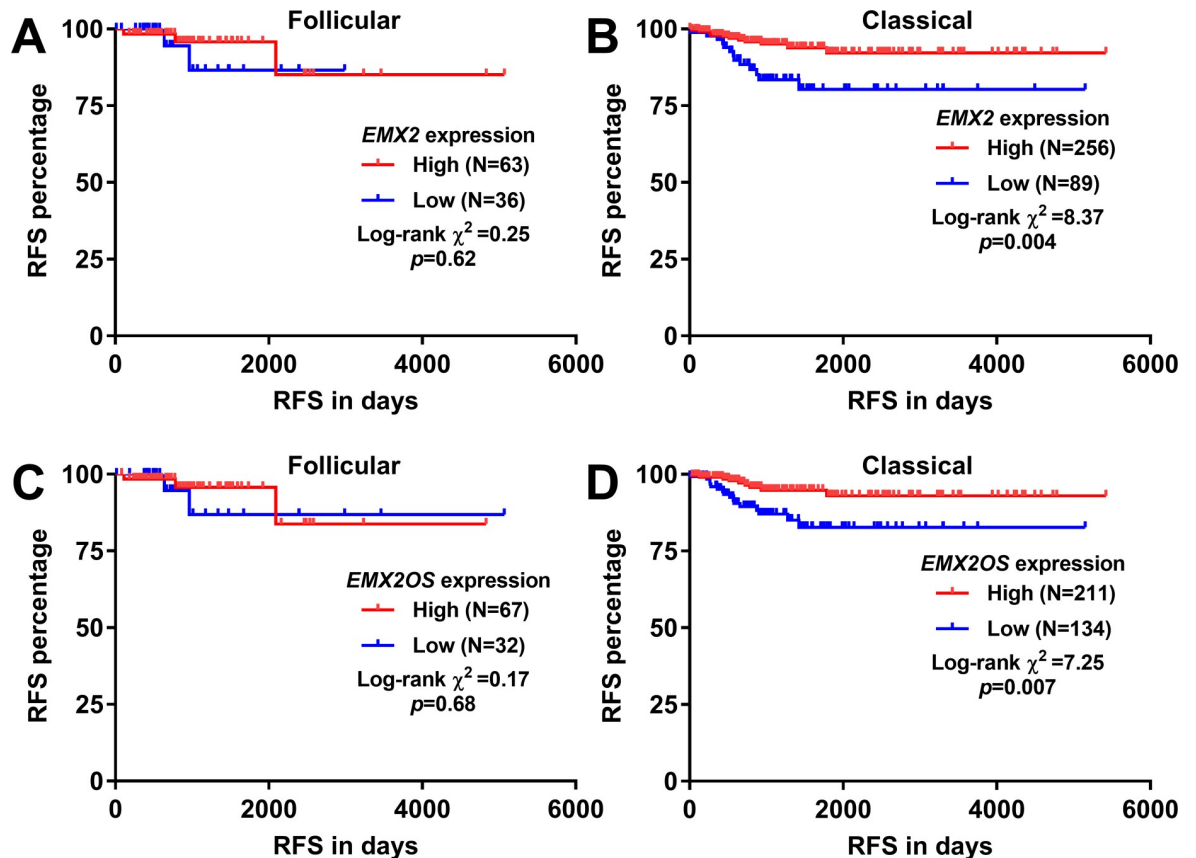 A
Follicular
100
75
50
25
0
RFS percentage
EMX2 expression
High (N=63)
Low (N=36)
Log-rank χ² =0.25
p=0.62
0 2000 4000 6000
RFS in days
B
Classical
100
75
50
25
0
RFS percentage
EMX2 expression
High (N=256)
Low (N=89)
Log-rank χ² =8.37
p=0.004
0 2000 4000 6000
RFS in days
C
Follicular
100
75
50
25
0
RFS percentage
EMX2OS expression
High (N=67)
Low (N=32)
Log-rank χ² =0.17
p=0.68
0 2000 4000 6000
RFS in days
D
Classical
100
75
50
25
0
RFS percentage
EMX2OS expression
High (N=211)
Low (N=134)
Log-rank χ² =7.25
p=0.007
0 2000 4000 6000
RFS in days